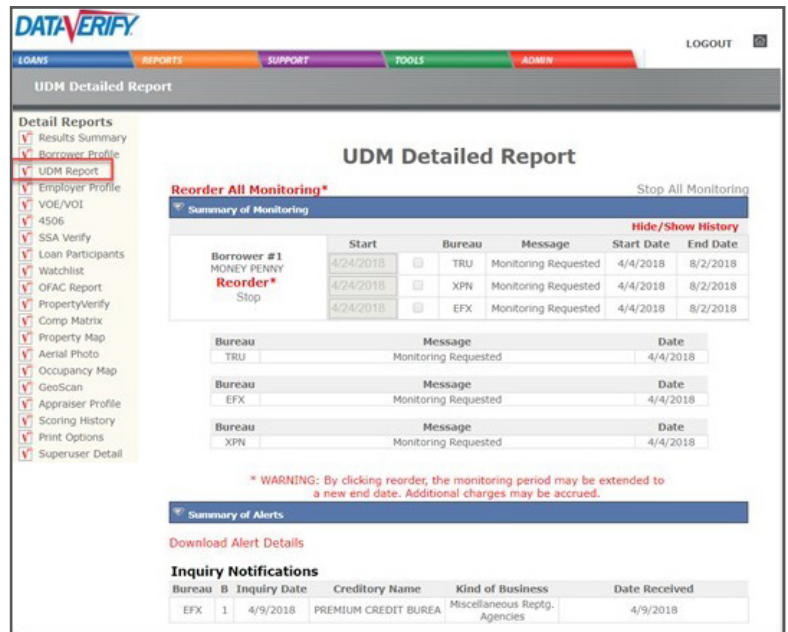 DATAVERIFY
LOGOUT
LOANS REPORTS SUPPORT TOOLS ADMIN
UDM Detailed Report
Detail Reports
Results Summary
Borrower Profile
UDM Report
Employer Profile
VOE/VOI
4506
SSA Verify
Loan Participants
Watchlist
OFAC Report
PropertyVerify
Comp Matrix
Property Map
Aerial Photo
Occupancy Map
GeoScan
Appraiser Profile
Scoring History
Print Options
Superuser Detail
UDM Detailed Report
Reorder All Monitoring* Stop All Monitoring
Summary of Monitoring
Hide/Show History
Start Bureau Message Start Date End Date
Borrower #1
MONEY PENNY
Reorder*
Stop
4/24/2018 TRU Monitoring Requested 4/4/2018 8/2/2018
4/24/2018 XPN Monitoring Requested 4/4/2018 8/2/2018
4/24/2018 EFX Monitoring Requested 4/4/2018 8/2/2018
Bureau Message Date
TRU Monitoring Requested 4/4/2018
Bureau Message Date
EFX Monitoring Requested 4/4/2018
Bureau Message Date
XPN Monitoring Requested 4/4/2018
* WARNING: By clicking reorder, the monitoring period may be extended to
a new end date. Additional charges may be accrued.
Summary of Alerts
Download Alert Details
Inquiry Notifications
Bureau B Inquiry Date Creditory Name Kind of Business Date Received
EFX 1 4/9/2018 PREMIUM CREDIT BUREA Miscellaneous Reptg. Agencies 4/9/2018